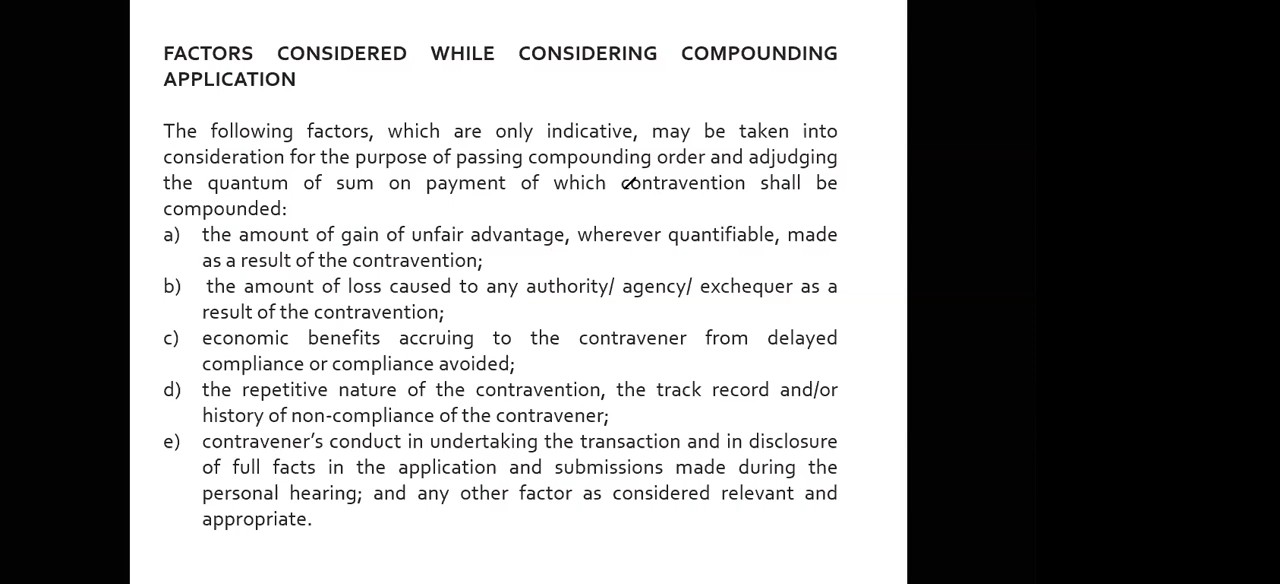 FACTORS CONSIDERED WHILE CONSIDERING COMPOUNDING
APPLICATION
The following factors, which are only indicative, may be taken into
consideration for the purpose of passing compounding order and adjudging
the quantum of sum on payment of which contravention shall be
compounded:
a) the amount of gain of unfair advantage, wherever quantifiable, made
as a result of the contravention;
b) the amount of loss caused to any authority/ agency/ exchequer as a
result of the contravention;
c) economic benefits accruing to the contravener from delayed
compliance or compliance avoided;
d) the repetitive nature of the contravention, the track record and/or
history of non-compliance of the contravener;
e) contravener's conduct in undertaking the transaction and in disclosure
of full facts in the application and submissions made during the
personal hearing; and any other factor as considered relevant and
appropriate.